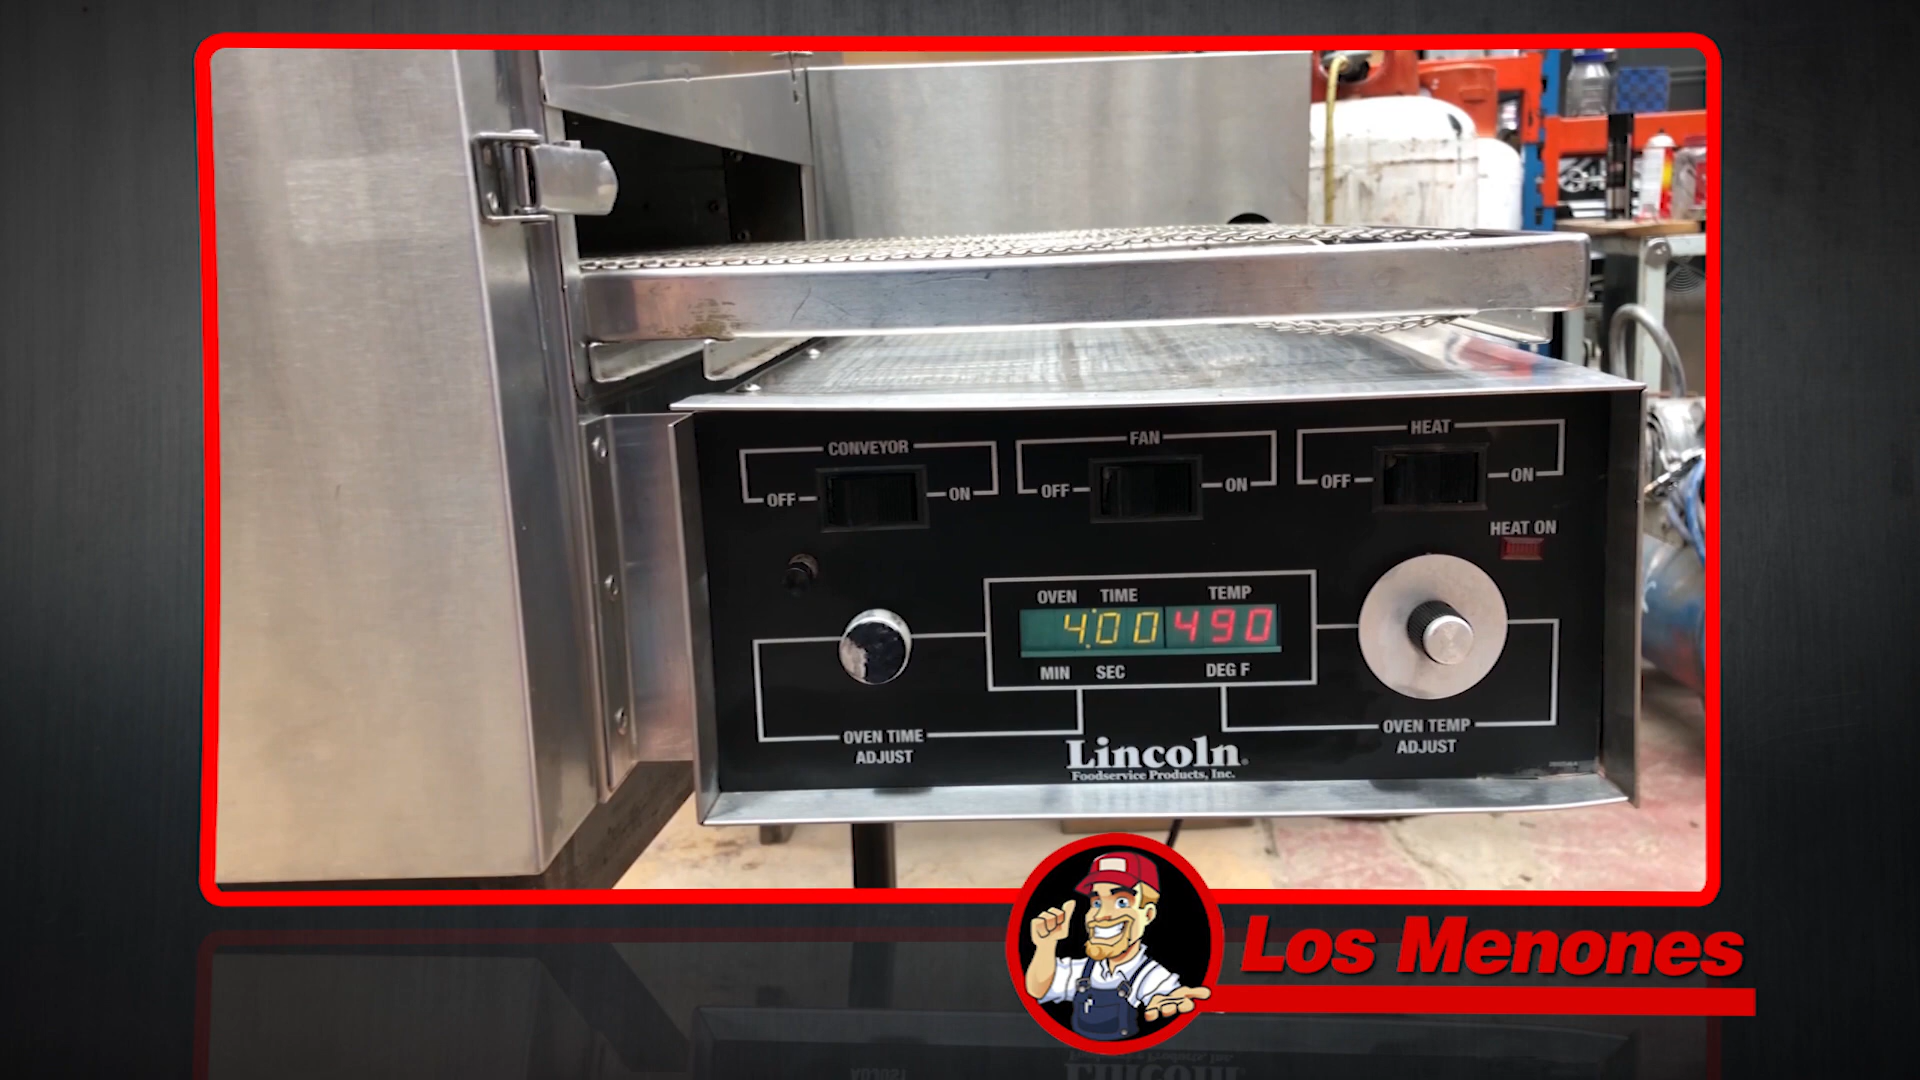 CONVEYOR
OFF ON
FAN
OFF ON
HEAT
OFF ON
HEAT ON
OVEN TIME TEMP
4:00 490
MIN SEC DEG F
OVEN TIME
ADJUST
OVEN TEMP
ADJUST
Lincoln
Foodservice Products, Inc.
Los Menones